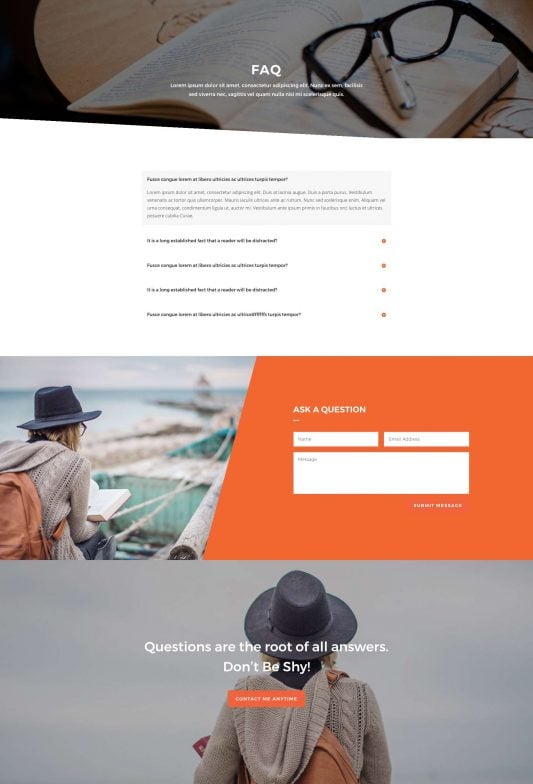 FAQ
Lorem ipsum dolor sit amet, consectetur adipiscing elit. Nunc ex sem, facilisis
sed viverra nec, sagittis vel quam nulla nisi mi scelerisque quis.
Fusce congue lorem at libero ultricies ac ultrices turpis tempor?
Lorem ipsum dolor sit amet, consectetur adipiscing elit. Duis at lacinia augue. Duis a porta purus. Vestibulum
venenatis ac tortor quis ullamcorper. Mauris iaculis ultrices ante ac rutrum. Nunc sed scelerisque enim. Aliquam vel
urna consequat, condimentum ligula ut, auctor mi. Vestibulum ante ipsum primis in faucibus orci luctus et ultrices
posuere cubilia Curae.
It is a long established fact that a reader will be distracted?
Fusce congue lorem at libero ultricies ac ultrices turpis tempor?
It is a long established fact that a reader will be distracted?
Fusce congue lorem at libero ultricies ac turpis tempor?
ASK A QUESTION
Name
Email Address
Message
SUBMIT MESSAGE
Questions are the root of all answers.
Don't Be Shy!
CONTACT ME ANYTIME